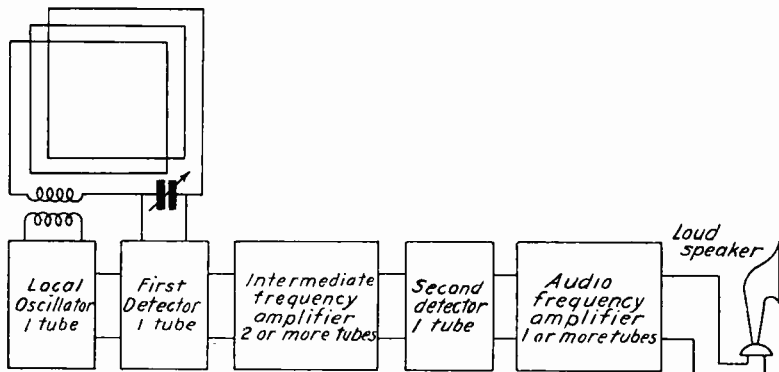 Local
Oscillator
1 tube
First
Detector
1 tube
Intermediate
frequency
amplifier
2 or more tubes
Second
detector
1 tube
Audio
frequency
amplifier
1 or more tubes
Loud
speaker